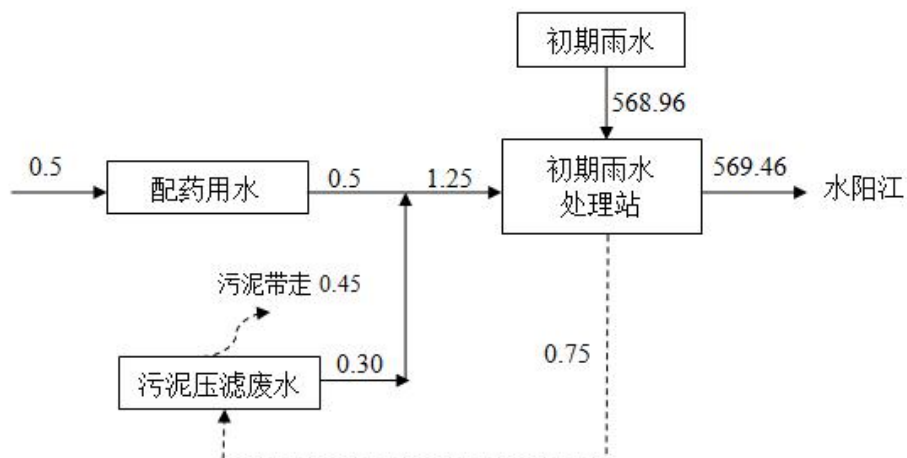 初期雨水
568.96
0.5
配药用水
0.5
1.25
初期雨水
处理站
569.46
水阳江
污泥带走 0.45
0.75
污泥压滤废水
0.30